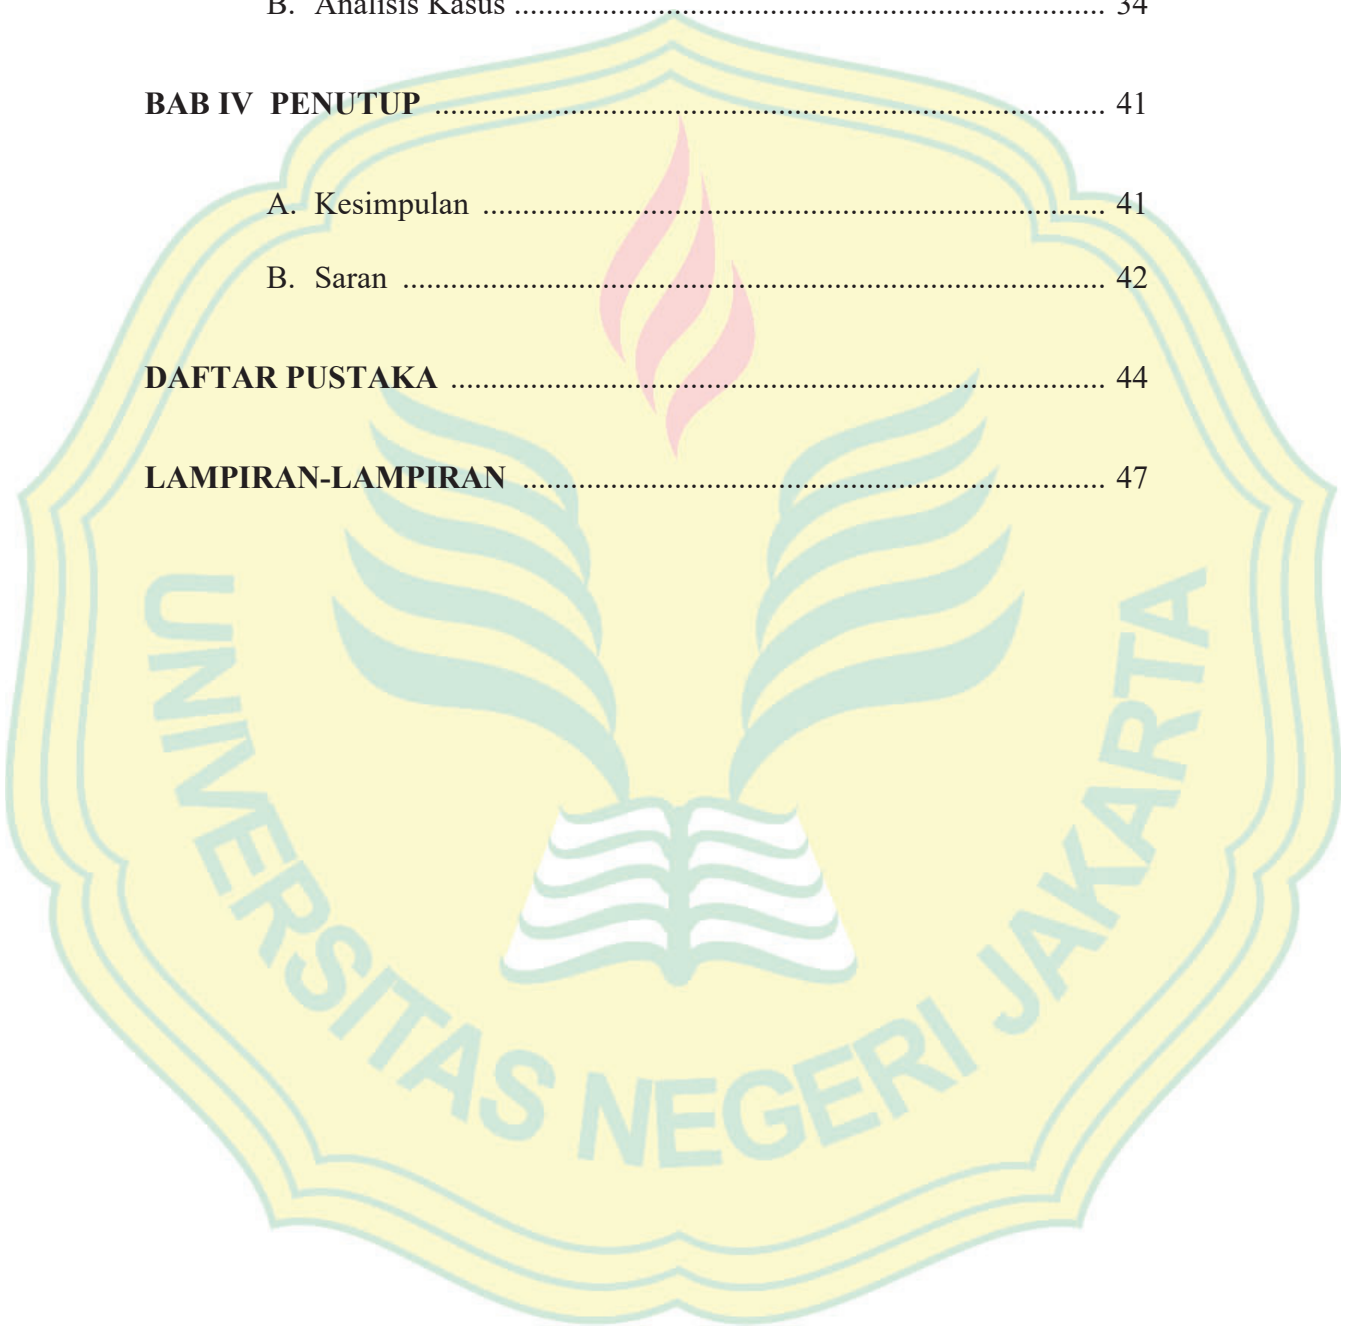 B. Analisis Kasus .......................................................................... 34
BAB IV PENUTUP .................................................................................... 41
A. Kesimpulan .............................................................................. 41
B. Saran ........................................................................................ 42
DAFTAR PUSTAKA .................................................................................. 44
LAMPIRAN-LAMPIRAN ......................................................................... 47
UNIVERSITAS NEGERI JAKARTA